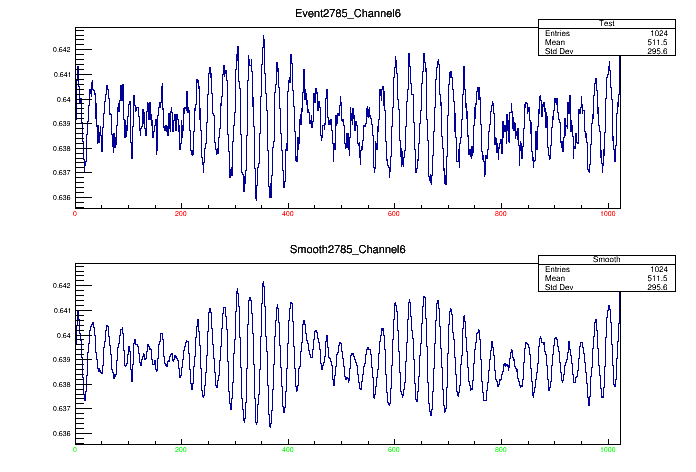 Event2785_Channel6
Test
Entries 1024
Mean 511.5
Std Dev 295.6
0.642
0.641
0.64
0.639
0.638
0.637
0.636
0 200 400 600 800 1000
Smooth2785_Channel6
Smooth
Entries 1024
Mean 511.5
Std Dev 295.6
0.642
0.641
0.64
0.639
0.638
0.637
0.636
0 200 400 600 800 1000